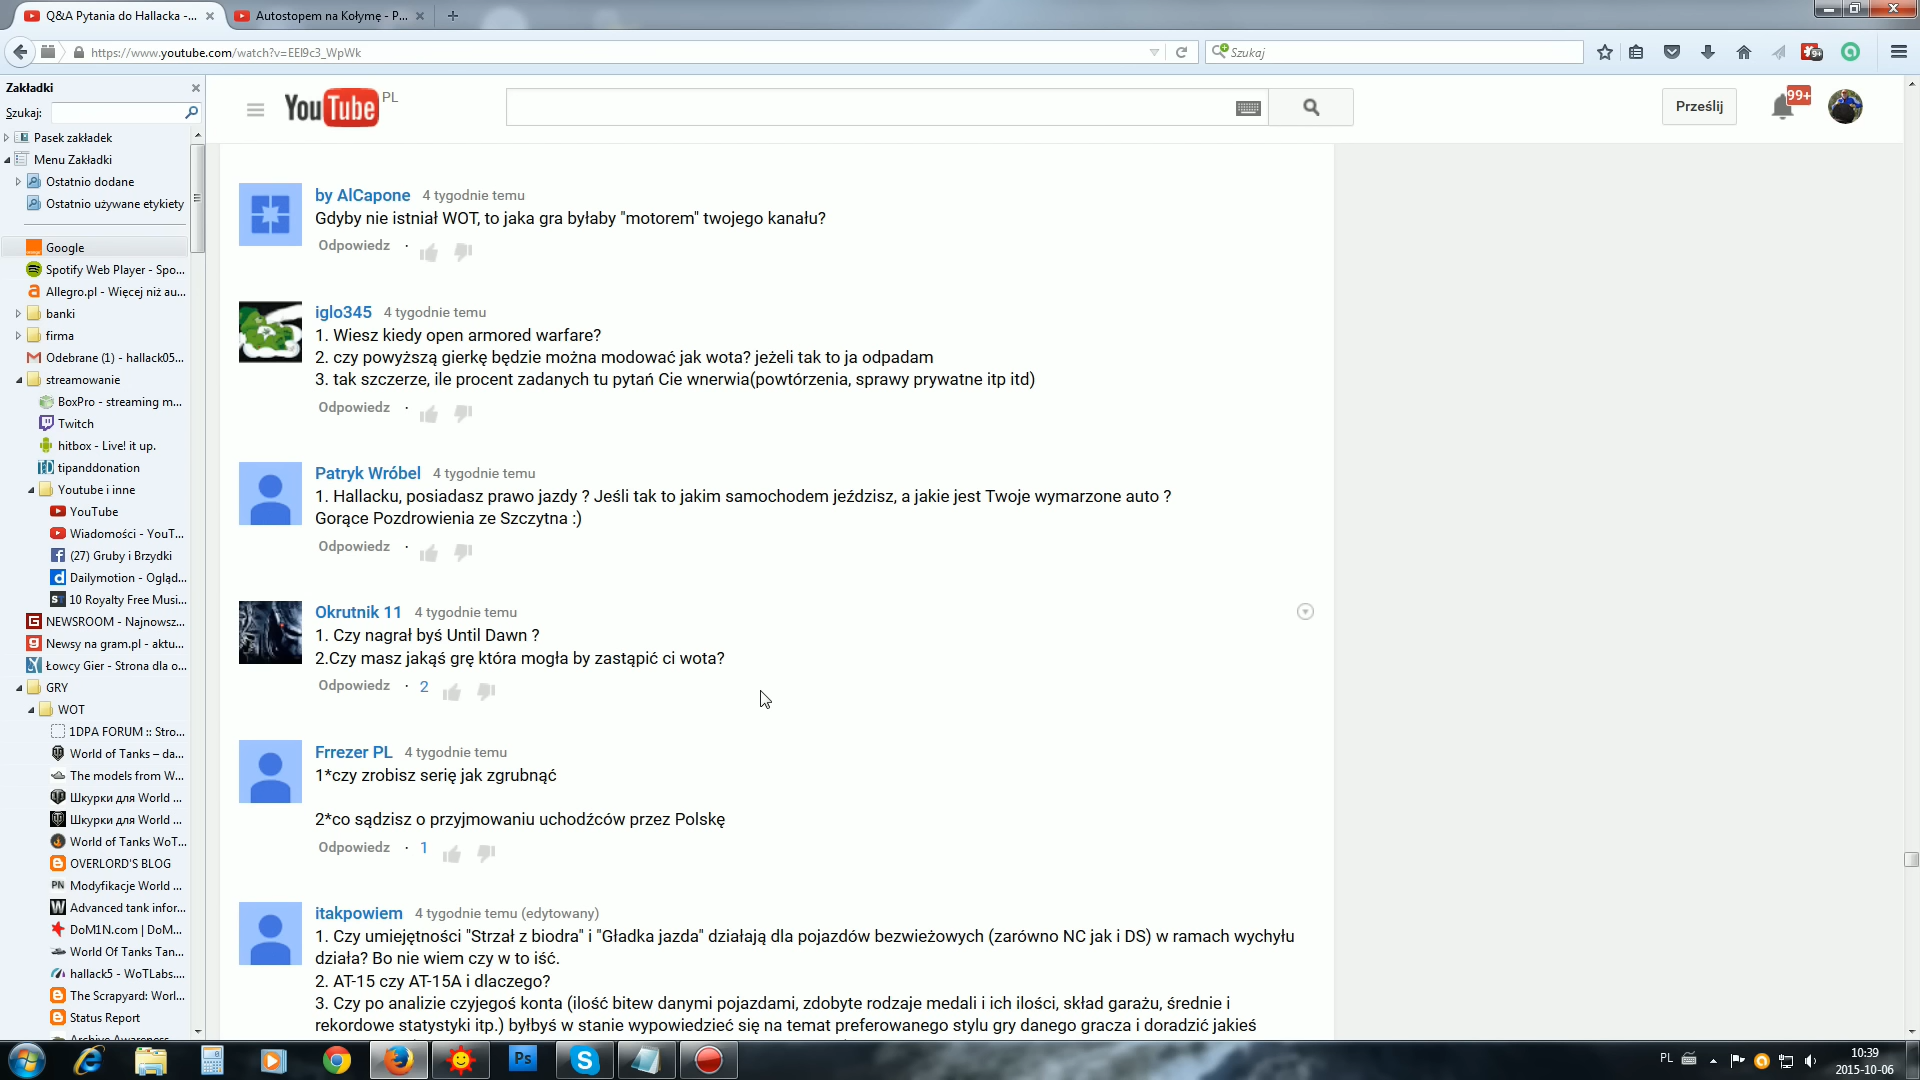 Q&A Pytania do Hallacka -...
Autostopem na Kołymę - P...
https://www.youtube.com/watch?v=EEI9c3_WpWk
Szukaj
Zakładki
Szukaj:
Pasek zakładek
Menu Zakładki
Ostatnio dodane
Ostatnio używane etykiety
Google
Spotify Web Player - Spo...
Allegro.pl - Więcej niż au...
banki
firma
Odebrane (1) - hallack05...
streamowanie
BoxPro - streaming m...
Twitch
hitbox - Live! it up.
tipanddonation
Youtube i inne
YouTube
Wiadomości - YouT...
(27) Gruby i Brzydki
Dailymotion - Ogląd...
10 Royalty Free Musi...
NEWSROOM - Najnowsz...
Newsy na gram.pl - aktu...
Łowcy Gier - Strona dla o...
GRY
WOT
1DPA FORUM :: Stro...
World of Tanks – da...
The models from W...
Шкурки для World ...
Шкурки для World ...
World of Tanks WoT...
OVERLORD'S BLOG
Modyfikacje World ...
Advanced tank infor...
DoM1N.com | DoM...
World Of Tanks Tan...
hallack5 - WoTLabs....
The Scrapyard: Worl...
Status Report
Archive Awareness
YouTube PL
Prześlij
99+
by AlCapone 4 tygodnie temu
Gdyby nie istniał WOT, to jaka gra byłaby "motorem" twojego kanału?
Odpowiedz ·
iglo345 4 tygodnie temu
1. Wiesz kiedy open armored warfare?
2. czy powyższą gierkę będzie można modować jak wota? jeżeli tak to ja odpadam
3. tak szczerze, ile procent zadanych tu pytań Cie wnerwia(powtórzenia, sprawy prywatne itp itd)
Odpowiedz ·
Patryk Wróbel 4 tygodnie temu
1. Hallacku, posiadasz prawo jazdy ? Jeśli tak to jakim samochodem jeździsz, a jakie jest Twoje wymarzone auto ?
Gorące Pozdrowienia ze Szczytna :)
Odpowiedz ·
Okrutnik 11 4 tygodnie temu
1. Czy nagrał byś Until Dawn ?
2.Czy masz jakąś grę która mogła by zastąpić ci wota?
Odpowiedz · 2
Frrezer PL 4 tygodnie temu
1*czy zrobisz serię jak zgrubnąć
2*co sądzisz o przyjmowaniu uchodźców przez Polskę
Odpowiedz · 1
itakpowiem 4 tygodnie temu (edytowany)
1. Czy umiejętności "Strzał z biodra" i "Gładka jazda" działają dla pojazdów bezwieżowych (zarówno NC jak i DS) w ramach wychyłu
działa? Bo nie wiem czy w to iść.
2. AT-15 czy AT-15A i dlaczego?
3. Czy po analizie czyjegoś konta (ilość bitew danymi pojazdami, zdobyte rodzaje medali i ich ilości, skład garażu, średnie i
rekordowe statystyki itp.) byłbyś w stanie wypowiedzieć się na temat preferowanego stylu gry danego gracza i doradzić jakieś
Ps
PL
10:39
2015-10-06